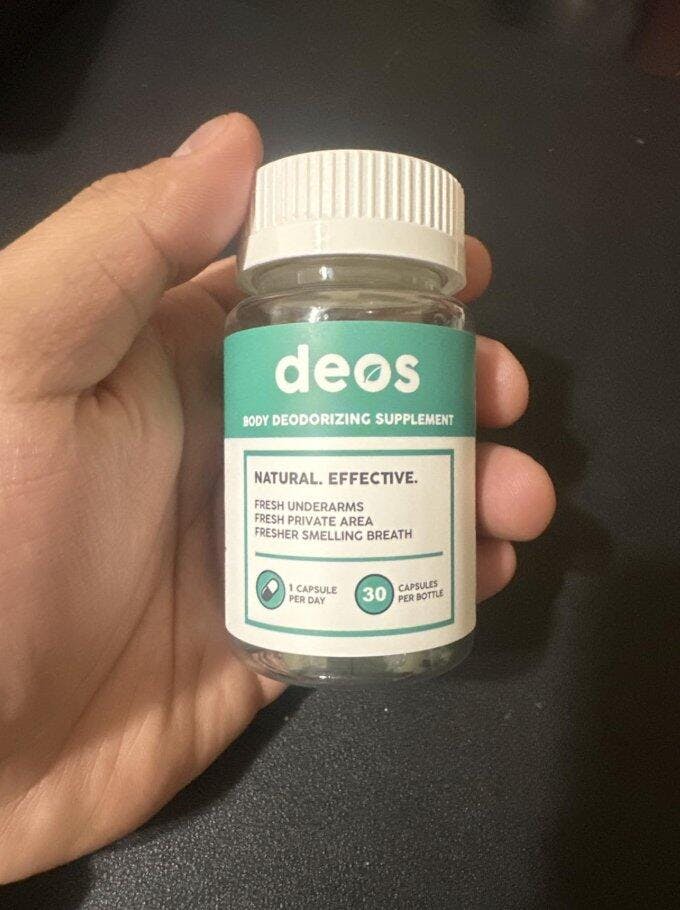 deos
BODY DEODORIZING SUPPLEMENT
NATURAL. EFFECTIVE.
FRESH UNDERARMS
FRESH PRIVATE AREA
FRESHER SMELLING BREATH
1 CAPSULE
PER DAY
30
CAPSULES
PER BOTTLE